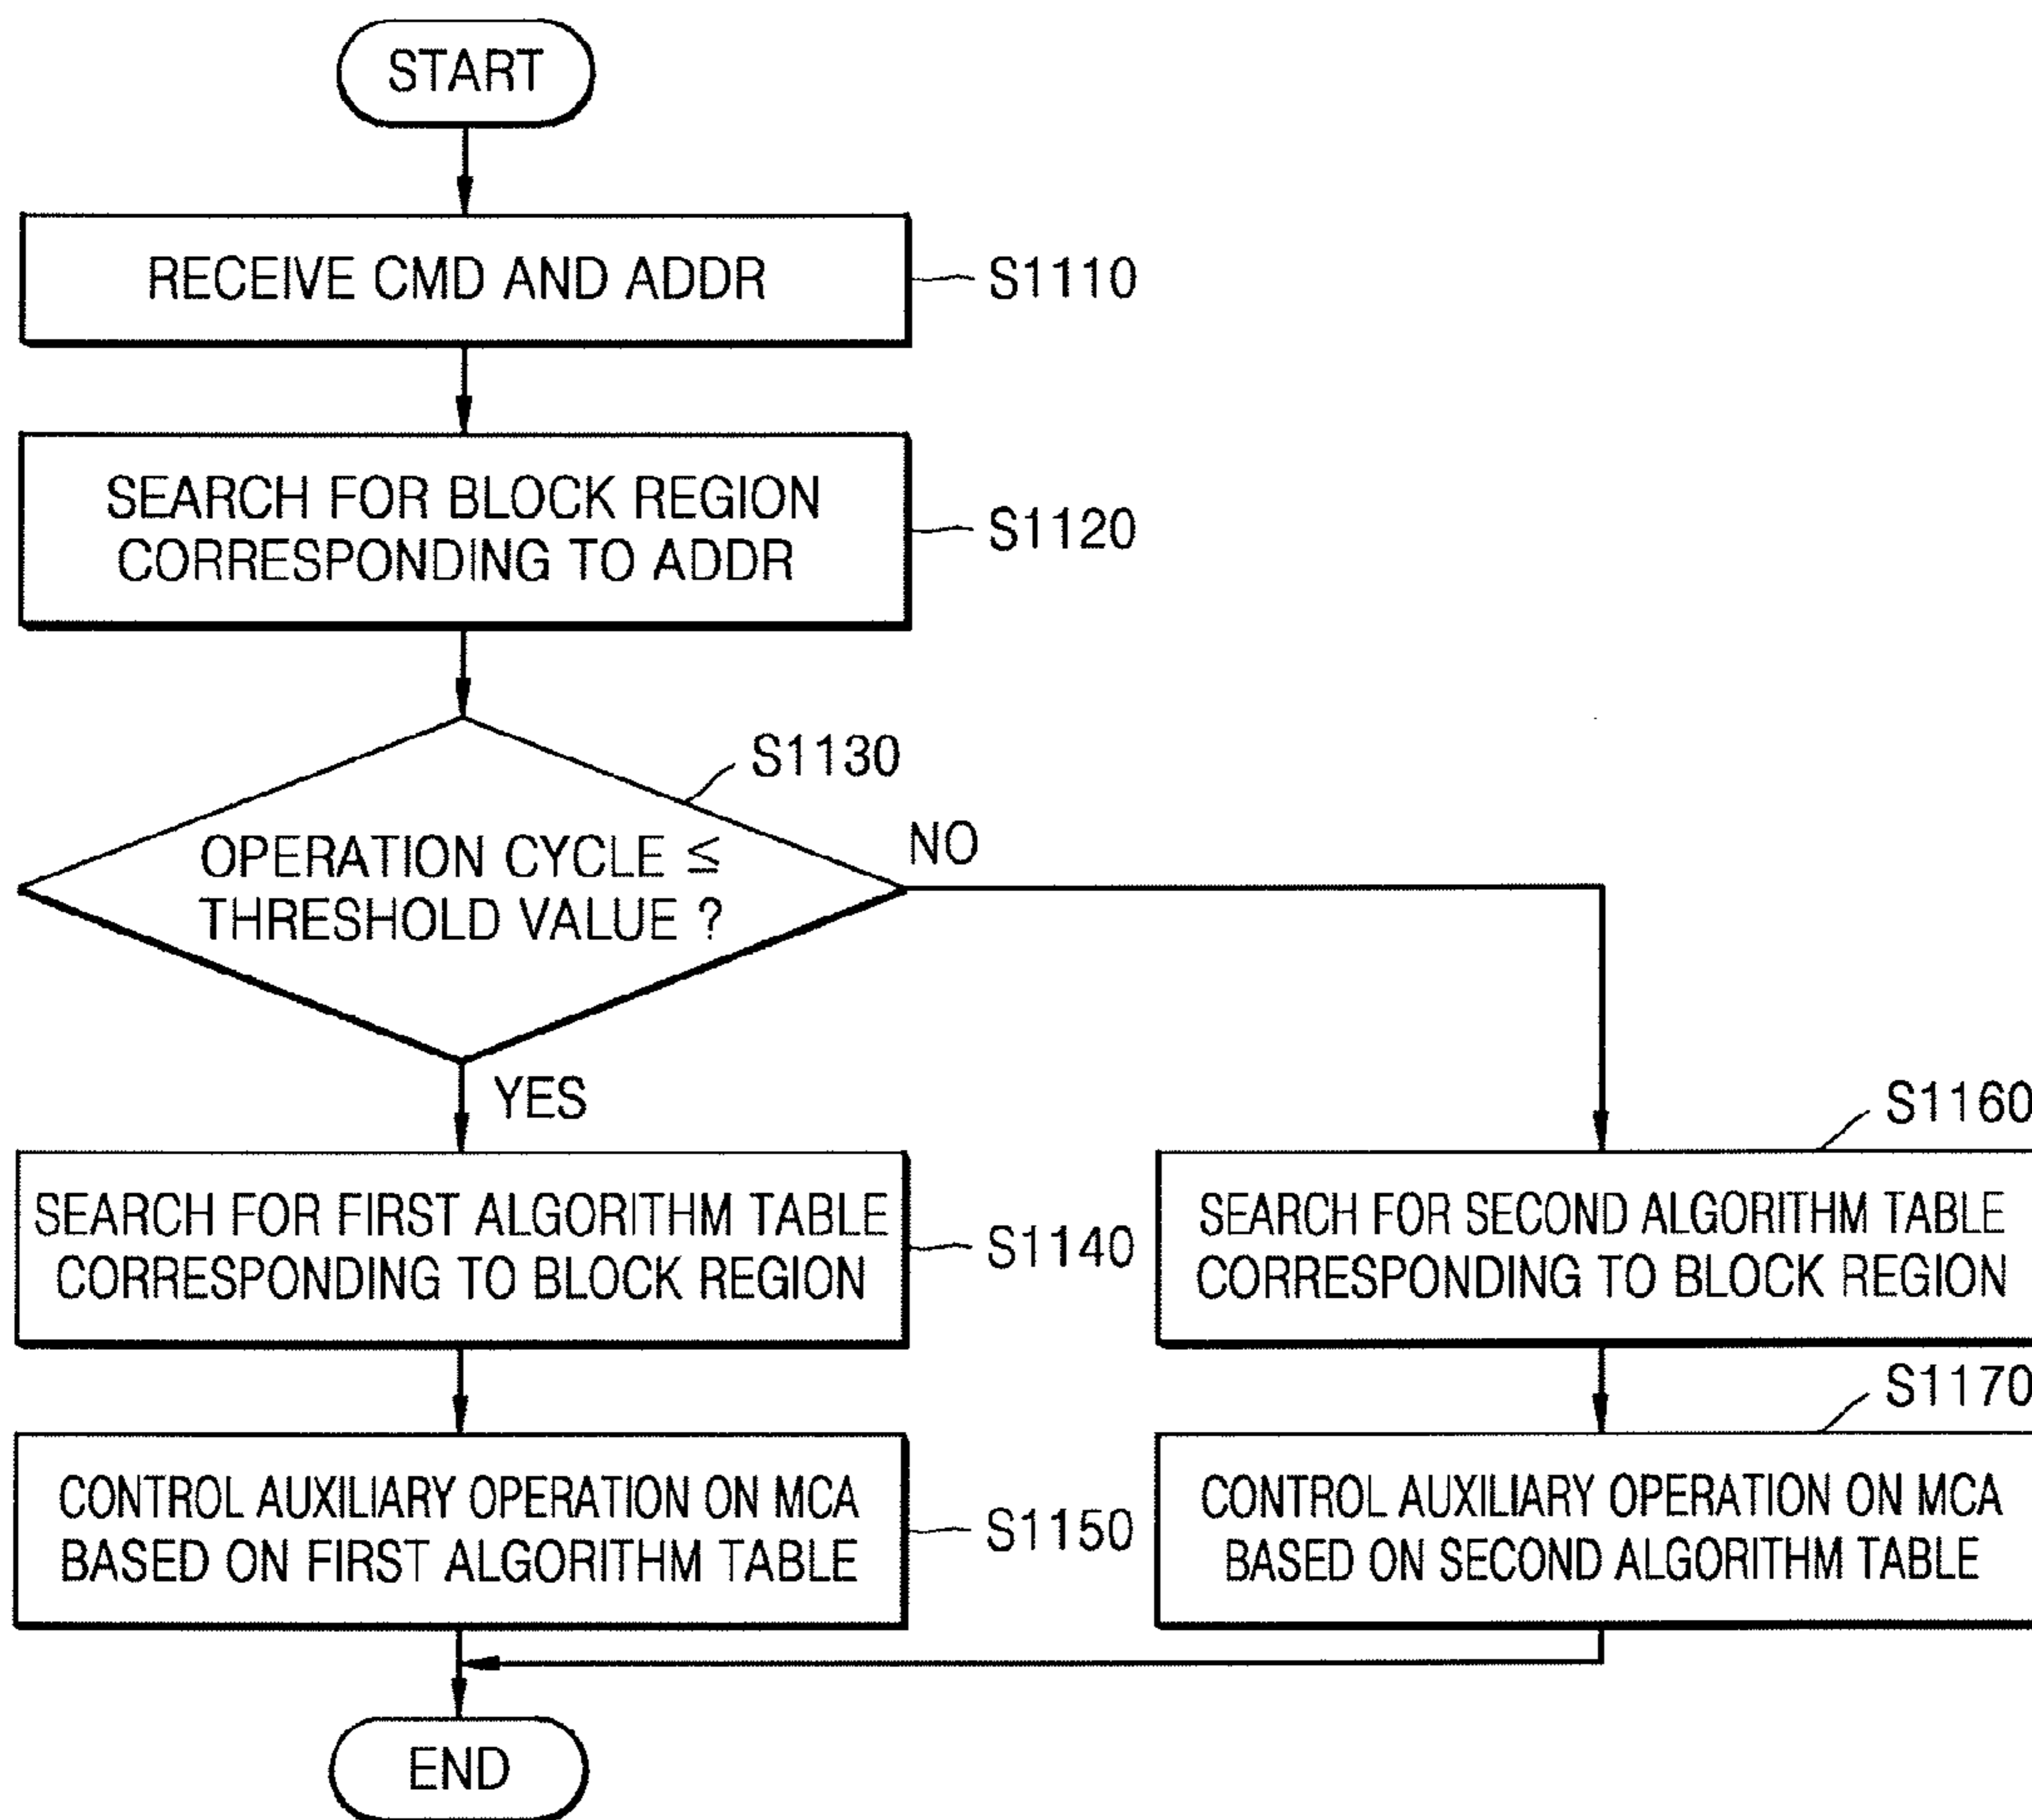 START
RECEIVE CMD AND ADDR
S1110
SEARCH FOR BLOCK REGION
CORRESPONDING TO ADDR
S1120
S1130
OPERATION CYCLE ≦
THRESHOLD VALUE ?
NO
YES
SEARCH FOR FIRST ALGORITHM TABLE
CORRESPONDING TO BLOCK REGION
S1140
S1160
SEARCH FOR SECOND ALGORITHM TABLE
CORRESPONDING TO BLOCK REGION
CONTROL AUXILIARY OPERATION ON MCA
BASED ON FIRST ALGORITHM TABLE
S1150
S1170
CONTROL AUXILIARY OPERATION ON MCA
BASED ON SECOND ALGORITHM TABLE
END